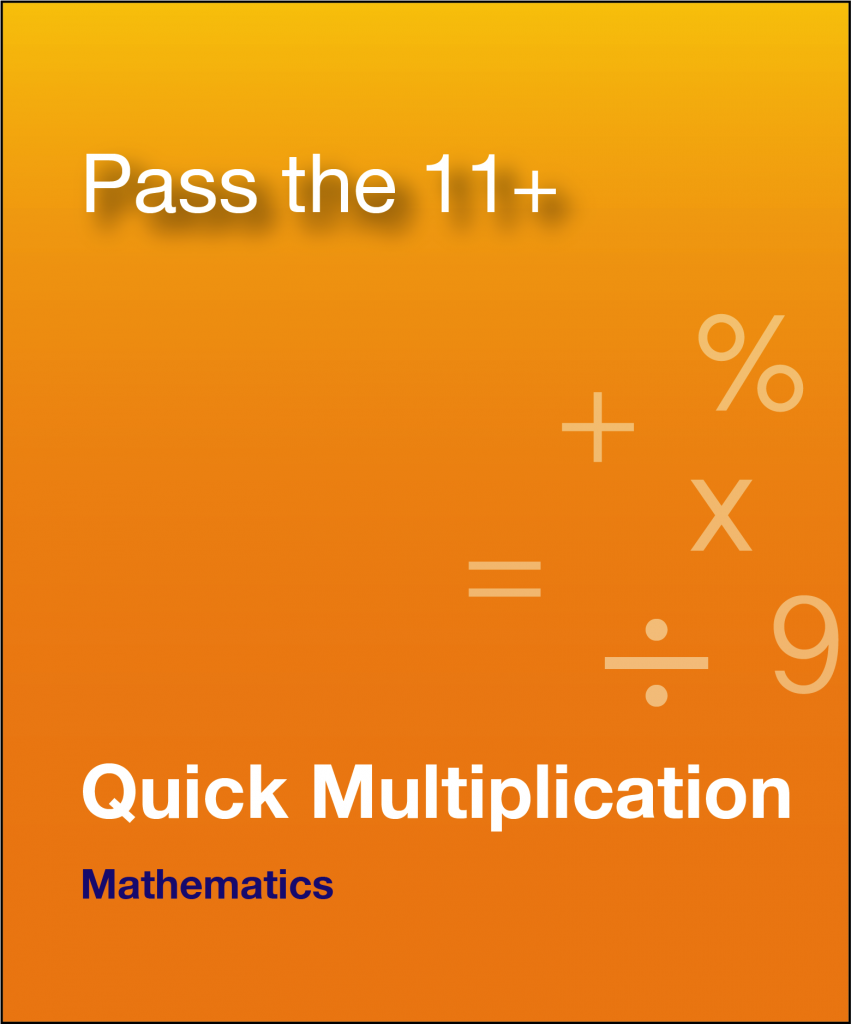 Pass the 11+
%
+
x
=
÷ 9
Quick Multiplication
Mathematics